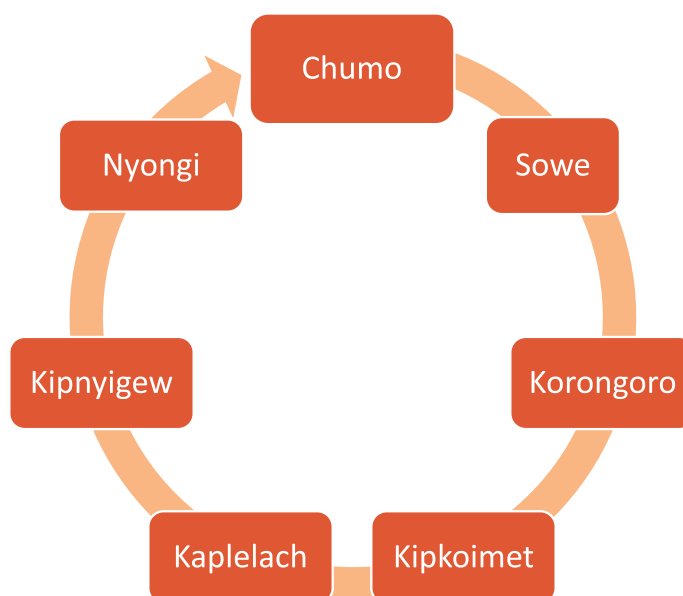 Chumo
Sowe
Korongoro
Kipkoimet
Kaplelach
Kipnyigew
Nyongi